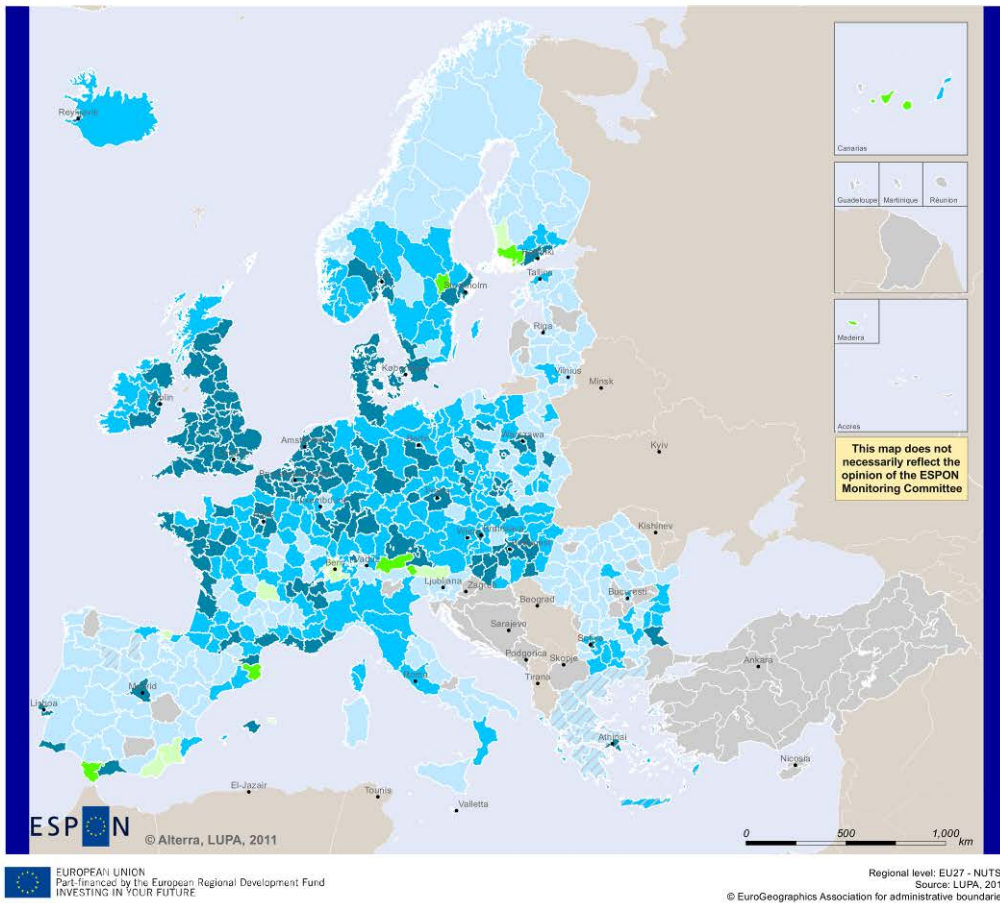 Canarias
Reykjavik
Guadeloupe
Martinique
Réunion
Tallinn
Riga
Madeira
Vilnius
Minsk
Acores
This map does not
necessarily reflect the
opinion of the ESPON
Monitoring Committee
Kyiv
Kishinev
Bern
Ljubljana
Zagreb
Beograd
Bucuresti
Sarajevo
Podgorica
Skopje
Tirana
Ankara
Madrid
Lisboa
Athinai
Nicosia
El-Jazair
Tounis
Valletta
ESPON
© Alterra, LUPA, 2011
0 500 1,000
km
EUROPEAN UNION
Part-financed by the European Regional Development Fund
INVESTING IN YOUR FUTURE
Regional level: EU27 - NUTS
Source: LUPA, 201
© EuroGeographics Association for administrative boundarie